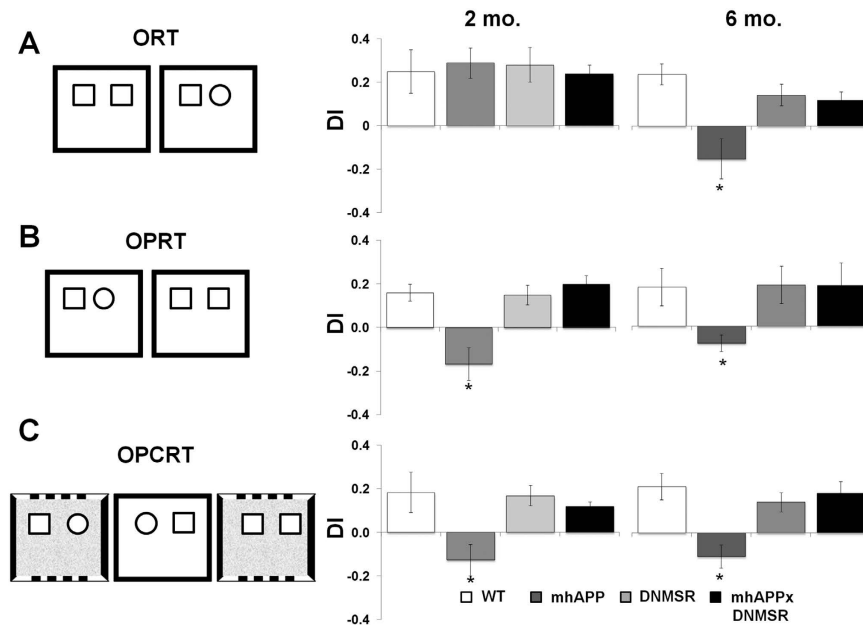 A
ORT
2 mo.
6 mo.
DI
0.4
0.2
0
-0.2
-0.4
*
B
OPRT
DI
0.4
0.2
0.0
-0.2
-0.4
*
*
C
OPCRT
DI
0.4
0.2
0.0
-0.2
-0.4
*
*
WT
mhAPP
DNMSR
mhAPPx
DNMSR